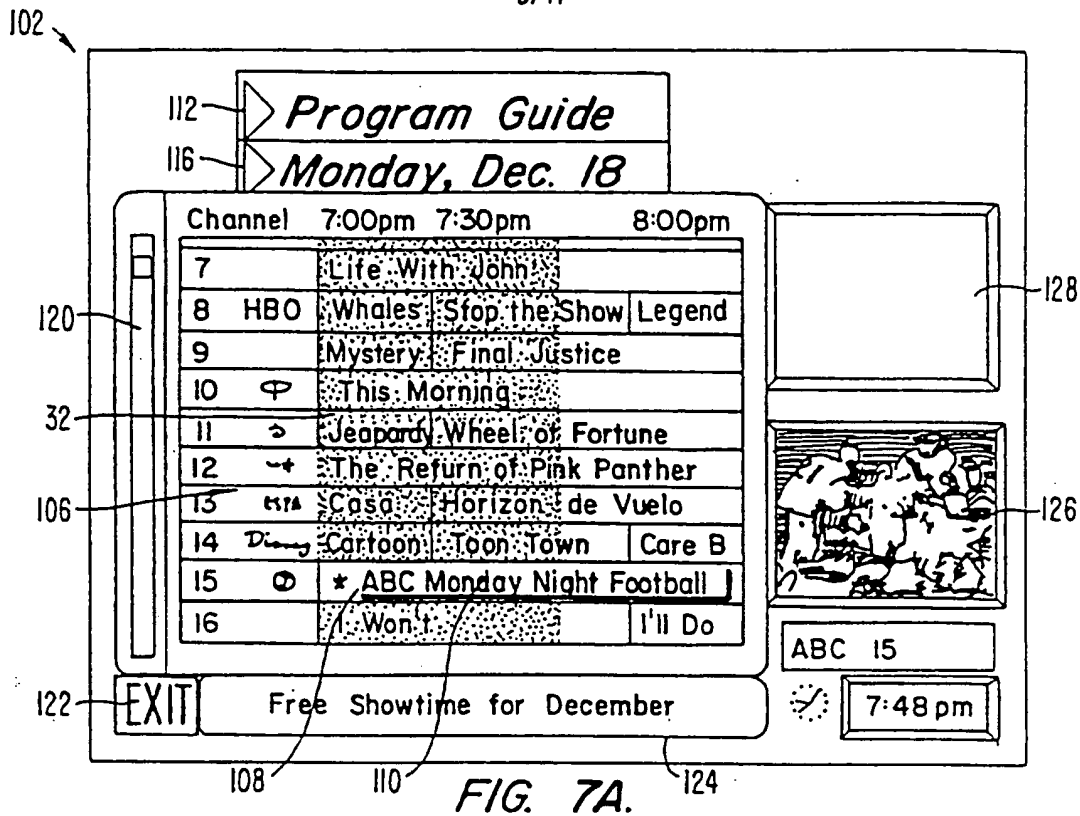 102
112 Program Guide
116 Monday, Dec. 18
Channel 7:00pm 7:30pm 8:00pm
7 Life With John
8 HBO Whales Stop the Show Legend
9 Mystery Final Justice
10 This Morning
11 Jeopardy Wheel of Fortune
12 The Return of Pink Panther
13 Casa Horizon de Vuelo
14 Disney Cartoon Toon Town Care B
15 * ABC Monday Night Football
16 I Won't I'll Do
120
32
106
128
126
ABC 15
7:48 pm
122 EXIT Free Showtime for December
108 110 124
FIG. 7A.